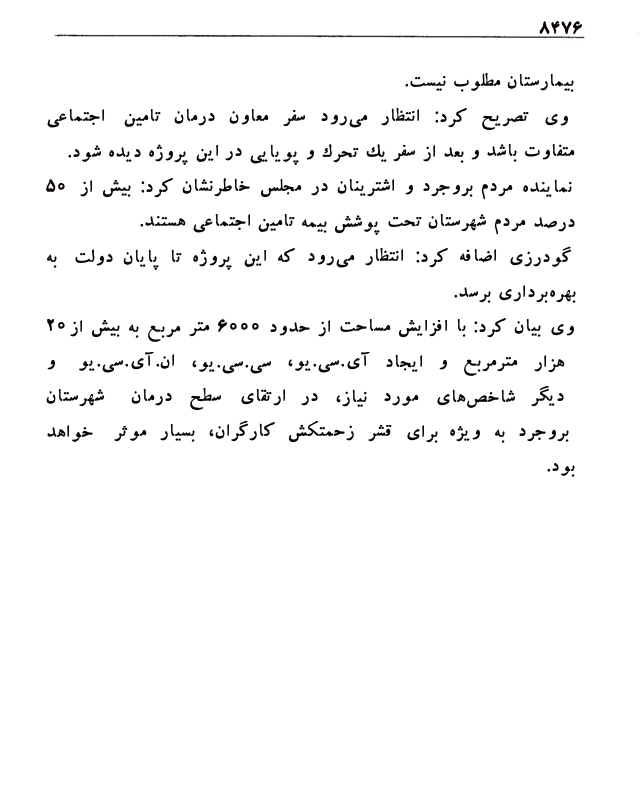 ۸۴۷۶
بیمارستان مطلوب نیست.
وی تصریح کرد: انتظار می‌رود سفر معاون درمان تامین اجتماعی
متفاوت باشد و بعد از سفر یك تحرك و پویایی در این پروژه دیده شود.
نماینده مردم بروجرد و اشترینان در مجلس خاطرنشان کرد: بیش از ۵۰
درصد مردم شهرستان تحت پوشش بیمه تامین اجتماعی هستند.
گودرزی اضافه کرد: انتظار می‌رود که این پروژه تا پایان دولت به
بهره‌برداری برسد.
وی بیان کرد: با افزایش مساحت از حدود ۶۰۰۰ متر مربع به بیش از ۲۰
هزار مترمربع و ایجاد آی.سی.یو، سی.سی.یو، ان.آی.سی.یو و
دیگر شاخص‌های مورد نیاز، در ارتقای سطح درمان شهرستان
بروجرد به ویژه برای قشر زحمتکش کارگران، بسیار موثر خواهد
بود.